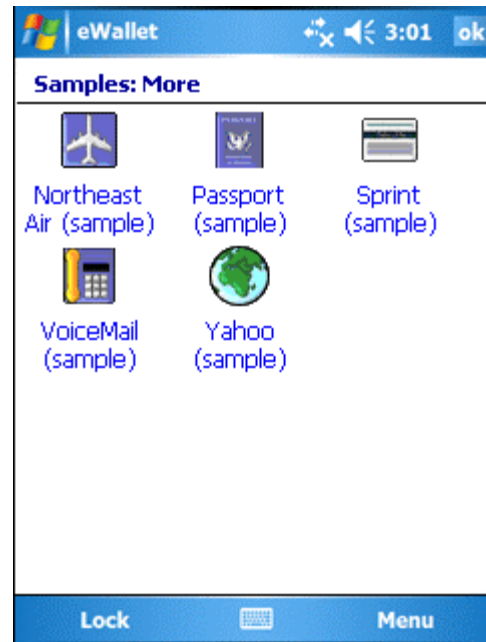 eWallet 3:01 ok
Samples: More
Northeast Air (sample)
Passport (sample)
Sprint (sample)
VoiceMail (sample)
Yahoo (sample)
Lock Menu